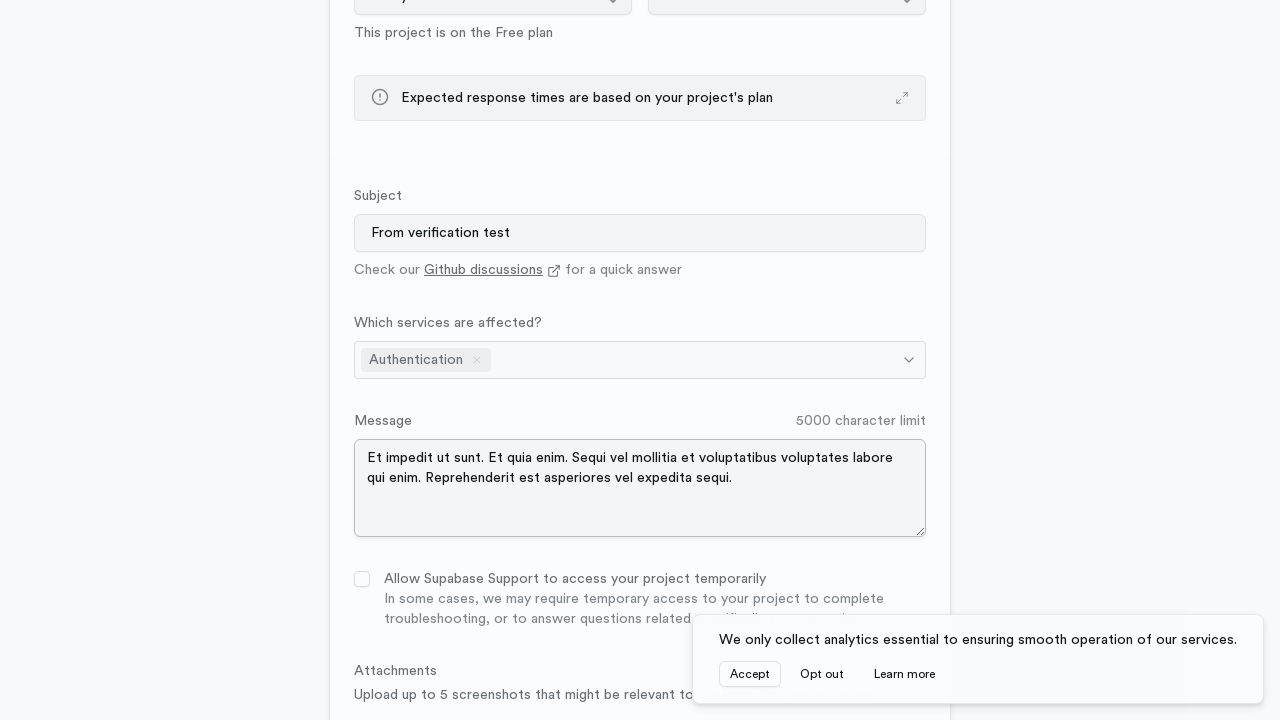 This project is on the Free plan
Expected response times are based on your project's plan
Subject
From verification test
Check our Github discussions for a quick answer
Which services are affected?
Authentication
Message
5000 character limit
Et impedit ut sunt. Et quia enim. Sequi vel mollitia et voluptatibus voluptates labore
qui enim. Reprehenderit est asperiores vel expedita sequi.
Allow Supabase Support to access your project temporarily
In some cases, we may require temporary access to your project to complete
troubleshooting, or to answer questions related
We only collect analytics essential to ensuring smooth operation of our services.
Accept
Opt out
Learn more
Attachments
Upload up to 5 screenshots that might be relevant to